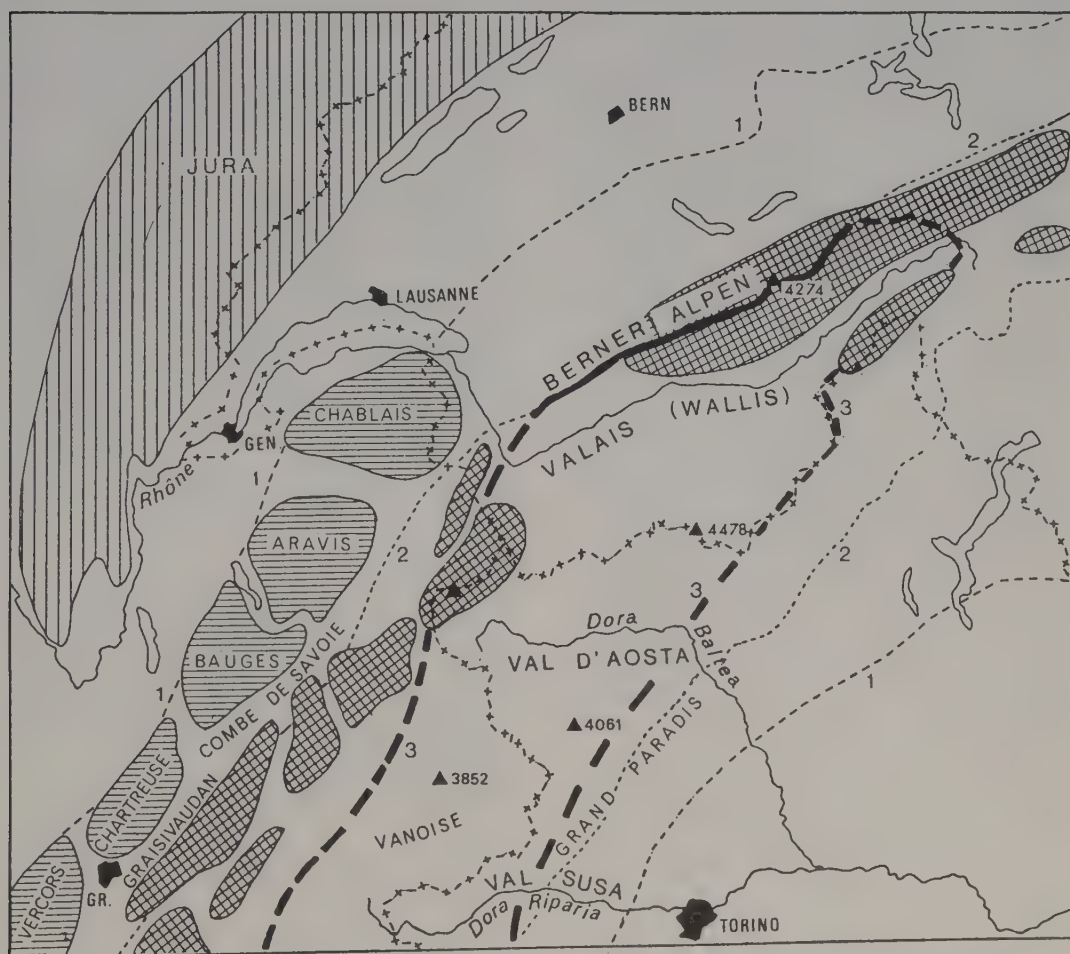 BERN
1
2
JURA
LAUSANNE
4274
BERNER ALPEN
CHABLAIS
(WALLIS)
3
VALAIS
GEN
Rhône
1
4478
ARAVIS
2
2
3
Dora
Baltea
BAUGES
VAL D'AOSTA
1
1
COMBE DE SAVOIE
4061
3
3852
GRAND PARADIS
CHARTREUSE
GRAISIVAUDAN
VANOISE
GR.
VAL SUSA
VERCORS
Dora Riparia
TORINO
1